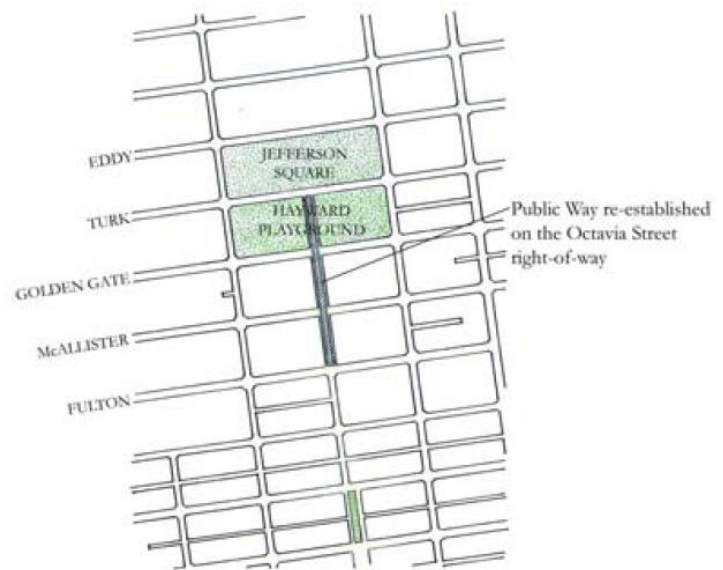 EDDY
JEFFERSON
SQUARE
TURK
HAYWARD
PLAYGROUND
Public Way re-established
on the Octavia Street
right-of-way
GOLDEN GATE
McALLISTER
FULTON